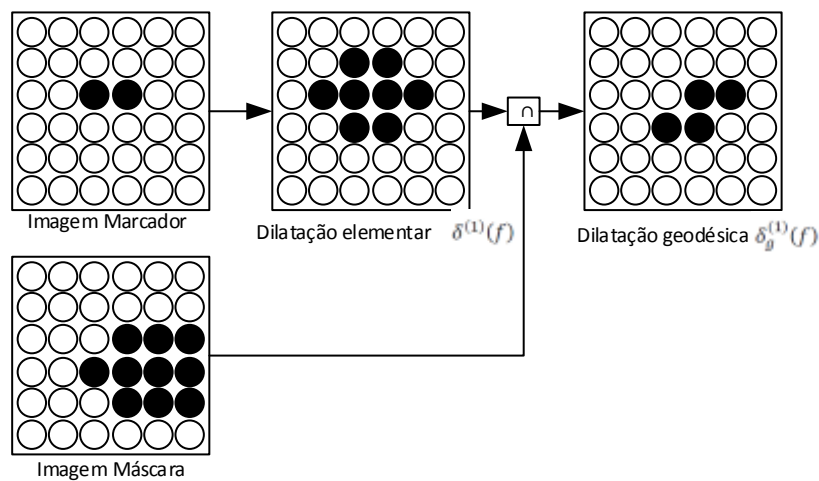 ∩
Imagem Marcador
Dilatação elementar δ⁽¹⁾(f)
Dilatação geodésica δ_g⁽¹⁾(f)
Imagem Máscara